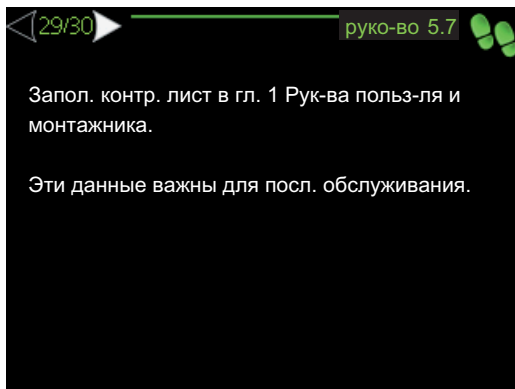 29/30
руко-во 5.7
Запол. контр. лист в гл. 1 Рук-ва польз-ля и
монтажника.
Эти данные важны для посл. обслуживания.